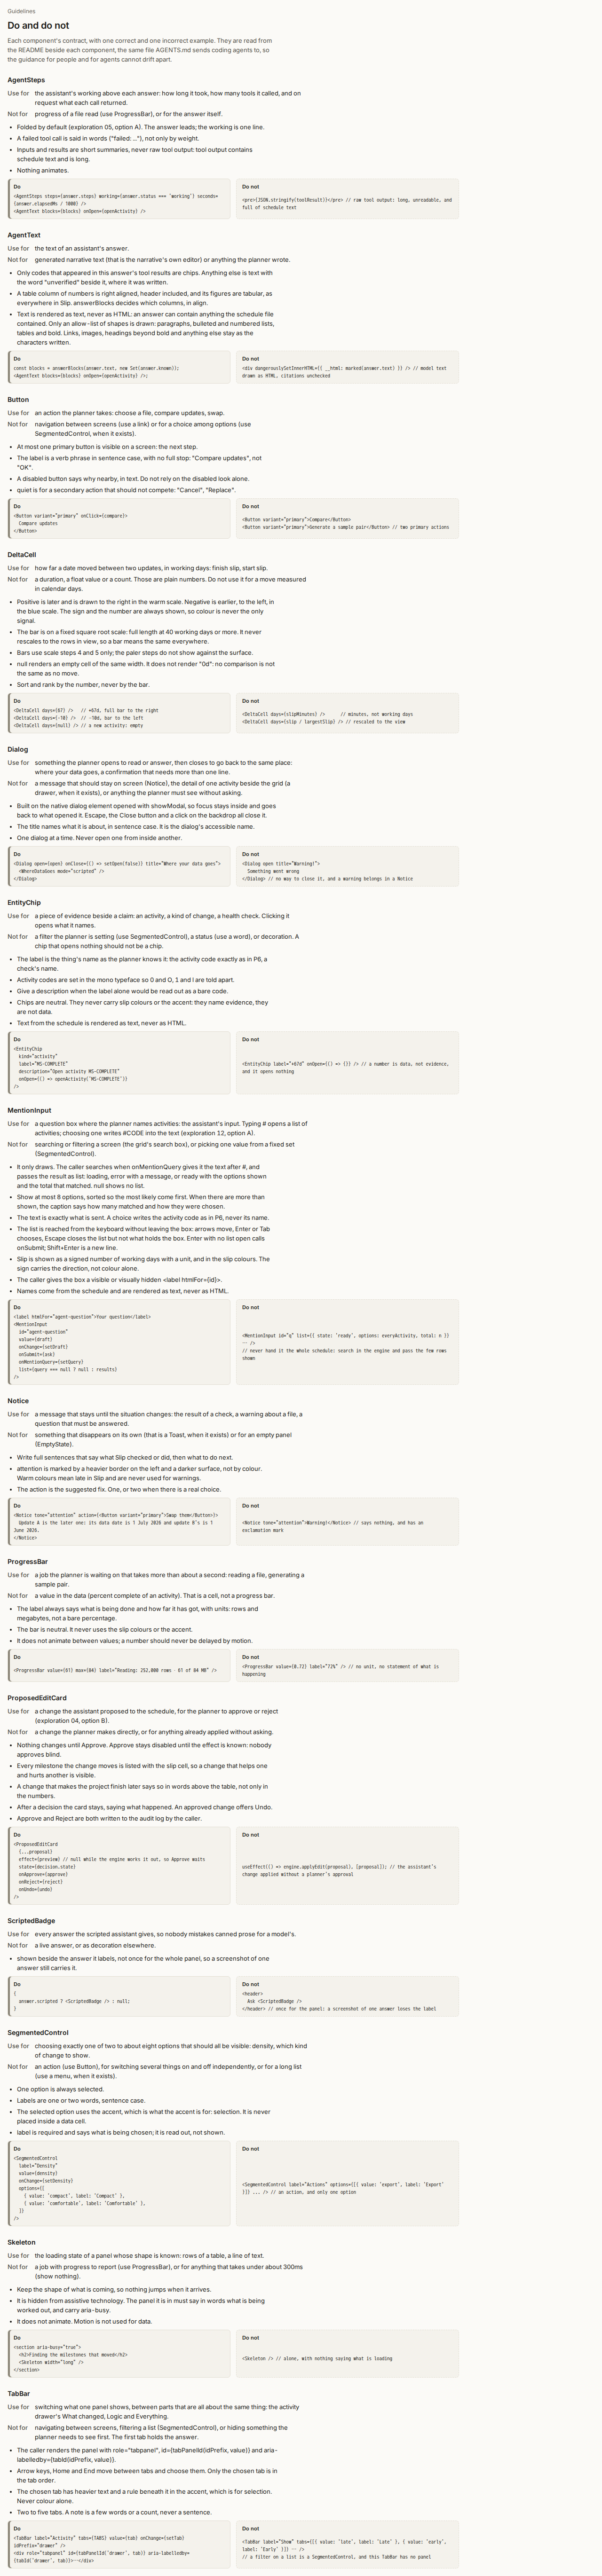 Guidelines
Do and do not
Each component's contract, with one correct and one incorrect example. They are read from
the README beside each component, the same file AGENTS.md sends coding agents to, so
the guidance for people and for agents cannot drift apart.
AgentSteps
Use for the assistant's working above each answer: how long it took, how many tools it called, and on
request what each call returned.
Not for progress of a file read (use ProgressBar), or for the answer itself.
• Folded by default (exploration 05, option A). The answer leads; the working is one line.
• A failed tool call is said in words ("failed: ..."), not only by weight.
• Inputs and results are short summaries, never raw tool output: tool output contains
schedule text and is long.
• Nothing animates.
Do
<AgentSteps steps={answer.steps} working={answer.status === 'working'} seconds=
{answer.elapsedMs / 1000} />
<AgentText blocks={blocks} onOpen={openActivity} />
Do not
<pre>{JSON.stringify(toolResult)}</pre> // raw tool output: long, unreadable, and
full of schedule text
AgentText
Use for the text of an assistant's answer.
Not for generated narrative text (that is the narrative's own editor) or anything the planner wrote.
• Only codes that appeared in this answer's tool results are chips. Anything else is text with
the word "unverified" beside it, where it was written.
• A table column of numbers is right aligned, header included, and its figures are tabular, as
everywhere in Slip. answerBlocks decides which columns, in align.
• Text is rendered as text, never as HTML: an answer can contain anything the schedule file
contained. Only an allow-list of shapes is drawn: paragraphs, bulleted and numbered lists,
tables and bold. Links, images, headings beyond bold and anything else stay as the
characters written.
Do
const blocks = answerBlocks(answer.text, new Set(answer.known));
<AgentText blocks={blocks} onOpen={openActivity} />;
Do not
<div dangerouslySetInnerHTML={{ __html: marked(answer.text) }} /> // model text
drawn as HTML, citations unchecked
Button
Use for an action the planner takes: choose a file, compare updates, swap.
Not for navigation between screens (use a link) or for a choice among options (use
SegmentedControl, when it exists).
• At most one primary button is visible on a screen: the next step.
• The label is a verb phrase in sentence case, with no full stop: "Compare updates", not
"OK".
• A disabled button says why nearby, in text. Do not rely on the disabled look alone.
• quiet is for a secondary action that should not compete: "Cancel", "Replace".
Do
<Button variant="primary" onClick={compare}>
Compare updates
</Button>
Do not
<Button variant="primary">Compare</Button>
<Button variant="primary">Generate a sample pair</Button> // two primary actions
DeltaCell
Use for how far a date moved between two updates, in working days: finish slip, start slip.
Not for a duration, a float value or a count. Those are plain numbers. Do not use it for a move measured
in calendar days.
• Positive is later and is drawn to the right in the warm scale. Negative is earlier, to the left, in
the blue scale. The sign and the number are always shown, so colour is never the only
signal.
• The bar is on a fixed square root scale: full length at 40 working days or more. It never
rescales to the rows in view, so a bar means the same everywhere.
• Bars use scale steps 4 and 5 only; the paler steps do not show against the surface.
• null renders an empty cell of the same width. It does not render "0d": no comparison is not
the same as no move.
• Sort and rank by the number, never by the bar.
Do
<DeltaCell days={67} /> // +67d, full bar to the right
<DeltaCell days={-10} /> // -10d, bar to the left
<DeltaCell days={null} /> // a new activity: empty
Do not
<DeltaCell days={slipMinutes} /> // minutes, not working days
<DeltaCell days={slip / largestSlip} /> // rescaled to the view
Dialog
Use for something the planner opens to read or answer, then closes to go back to the same place:
where your data goes, a confirmation that needs more than one line.
Not for a message that should stay on screen (Notice), the detail of one activity beside the grid (a
drawer, when it exists), or anything the planner must see without asking.
• Built on the native dialog element opened with showModal, so focus stays inside and goes
back to what opened it. Escape, the Close button and a click on the backdrop all close it.
• The title names what it is about, in sentence case. It is the dialog's accessible name.
• One dialog at a time. Never open one from inside another.
Do
<Dialog open={open} onClose={() => setOpen(false)} title="Where your data goes">
<WhereDataGoes mode="scripted" />
</Dialog>
Do not
<Dialog open title="Warning!">
Something went wrong
</Dialog> // no way to close it, and a warning belongs in a Notice
EntityChip
Use for a piece of evidence beside a claim: an activity, a kind of change, a health check. Clicking it
opens what it names.
Not for a filter the planner is setting (use SegmentedControl), a status (use a word), or decoration. A
chip that opens nothing should not be a chip.
• The label is the thing's name as the planner knows it: the activity code exactly as in P6, a
check's name.
• Activity codes are set in the mono typeface so 0 and O, 1 and l are told apart.
• Give a description when the label alone would be read out as a bare code.
• Chips are neutral. They never carry slip colours or the accent: they name evidence, they
are not data.
• Text from the schedule is rendered as text, never as HTML.
Do
<EntityChip
kind="activity"
label="MS-COMPLETE"
description="Open activity MS-COMPLETE"
onOpen={() => openActivity('MS-COMPLETE')}
/>
Do not
<EntityChip label="+67d" onOpen={() => {}} /> // a number is data, not evidence,
and it opens nothing
MentionInput
Use for a question box where the planner names activities: the assistant's input. Typing # opens a list of
activities; choosing one writes #CODE into the text (exploration 12, option A).
Not for searching or filtering a screen (the grid's search box), or picking one value from a fixed set
(SegmentedControl).
• It only draws. The caller searches when onMentionQuery gives it the text after #, and
passes the result as list: loading, error with a message, or ready with the options shown
and the total that matched. null shows no list.
• Show at most 8 options, sorted so the most likely come first. When there are more than
shown, the caption says how many matched and how they were chosen.
• The text is exactly what is sent. A choice writes the activity code as in P6, never its name.
• The list is reached from the keyboard without leaving the box: arrows move, Enter or Tab
chooses, Escape closes the list but not what holds the box. Enter with no list open calls
onSubmit; Shift+Enter is a new line.
• Slip is shown as a signed number of working days with a unit, and in the slip colours. The
sign carries the direction, not colour alone.
• The caller gives the box a visible or visually hidden <label htmlFor={id}>.
• Names come from the schedule and are rendered as text, never as HTML.
Do
<label htmlFor="agent-question">Your question</label>
<MentionInput
id="agent-question"
value={draft}
onChange={setDraft}
onSubmit={ask}
onMentionQuery={setQuery}
list={query === null ? null : results}
/>
Do not
<MentionInput id="q" list={{ state: 'ready', options: everyActivity, total: n }}
… />
// never hand it the whole schedule: search in the engine and pass the few rows
shown
Notice
Use for a message that stays until the situation changes: the result of a check, a warning about a file, a
question that must be answered.
Not for something that disappears on its own (that is a Toast, when it exists) or for an empty panel
(EmptyState).
• Write full sentences that say what Slip checked or did, then what to do next.
• attention is marked by a heavier border on the left and a darker surface, not by colour.
Warm colours mean late in Slip and are never used for warnings.
• The action is the suggested fix. One, or two when there is a real choice.
Do
<Notice tone="attention" action={<Button variant="primary">Swap them</Button>}>
Update A is the later one: its data date is 1 July 2026 and update B's is 1
June 2026.
</Notice>
Do not
<Notice tone="attention">Warning!</Notice> // says nothing, and has an
exclamation mark
ProgressBar
Use for a job the planner is waiting on that takes more than about a second: reading a file, generating a
sample pair.
Not for a value in the data (percent complete of an activity). That is a cell, not a progress bar.
• The label always says what is being done and how far it has got, with units: rows and
megabytes, not a bare percentage.
• The bar is neutral. It never uses the slip colours or the accent.
• It does not animate between values; a number should never be delayed by motion.
Do
<ProgressBar value={61} max={84} label="Reading: 252,000 rows · 61 of 84 MB" />
Do not
<ProgressBar value={0.72} label="72%" /> // no unit, no statement of what is
happening
ProposedEditCard
Use for a change the assistant proposed to the schedule, for the planner to approve or reject
(exploration 04, option B).
Not for a change the planner makes directly, or for anything already applied without asking.
• Nothing changes until Approve. Approve stays disabled until the effect is known: nobody
approves blind.
• Every milestone the change moves is listed with the slip cell, so a change that helps one
and hurts another is visible.
• A change that makes the project finish later says so in words above the table, not only in
the numbers.
• After a decision the card stays, saying what happened. An approved change offers Undo.
• Approve and Reject are both written to the audit log by the caller.
Do
<ProposedEditCard
{...proposal}
effect={preview} // null while the engine works it out, so Approve waits
state={decision.state}
onApprove={approve}
onReject={reject}
onUndo={undo}
/>
Do not
useEffect(() => engine.applyEdit(proposal), [proposal]); // the assistant's
change applied without a planner's approval
ScriptedBadge
Use for every answer the scripted assistant gives, so nobody mistakes canned prose for a model's.
Not for a live answer, or as decoration elsewhere.
• shown beside the answer it labels, not once for the whole panel, so a screenshot of one
answer still carries it.
Do
{
answer.scripted ? <ScriptedBadge /> : null;
}
Do not
<header>
Ask <ScriptedBadge />
</header> // once for the panel: a screenshot of one answer loses the label
SegmentedControl
Use for choosing exactly one of two to about eight options that should all be visible: density, which kind
of change to show.
Not for an action (use Button), for switching several things on and off independently, or for a long list
(use a menu, when it exists).
• One option is always selected.
• Labels are one or two words, sentence case.
• The selected option uses the accent, which is what the accent is for: selection. It is never
placed inside a data cell.
• label is required and says what is being chosen; it is read out, not shown.
Do
<SegmentedControl
label="Density"
value={density}
onChange={setDensity}
options={[
{ value: 'compact', label: 'Compact' },
{ value: 'comfortable', label: 'Comfortable' },
]}
/>
Do not
<SegmentedControl label="Actions" options={[{ value: 'export', label: 'Export'
}]} ... /> // an action, and only one option
Skeleton
Use for the loading state of a panel whose shape is known: rows of a table, a line of text.
Not for a job with progress to report (use ProgressBar), or for anything that takes under about 300ms
(show nothing).
• Keep the shape of what is coming, so nothing jumps when it arrives.
• It is hidden from assistive technology. The panel it is in must say in words what is being
worked out, and carry aria-busy.
• It does not animate. Motion is not used for data.
Do
<section aria-busy="true">
<h2>Finding the milestones that moved</h2>
<Skeleton width="long" />
</section>
Do not
<Skeleton /> // alone, with nothing saying what is loading
TabBar
Use for switching what one panel shows, between parts that are all about the same thing: the activity
drawer's What changed, Logic and Everything.
Not for navigating between screens, filtering a list (SegmentedControl), or hiding something the
planner needs to see first. The first tab holds the answer.
• The caller renders the panel with role="tabpanel", id={tabPanelId(idPrefix, value)} and aria-
labelledby={tabId(idPrefix, value)}.
• Arrow keys, Home and End move between tabs and choose them. Only the chosen tab is in
the tab order.
• The chosen tab has heavier text and a rule beneath it in the accent, which is for selection.
Never colour alone.
• Two to five tabs. A note is a few words or a count, never a sentence.
Do
<TabBar label="Activity" tabs={TABS} value={tab} onChange={setTab}
idPrefix="drawer" />
<div role="tabpanel" id={tabPanelId('drawer', tab)} aria-labelledby=
{tabId('drawer', tab)}>…</div>
Do not
<TabBar label="Show" tabs={[{ value: 'late', label: 'Late' }, { value: 'early',
label: 'Early' }]} … />
// a filter on a list is a SegmentedControl, and this TabBar has no panel